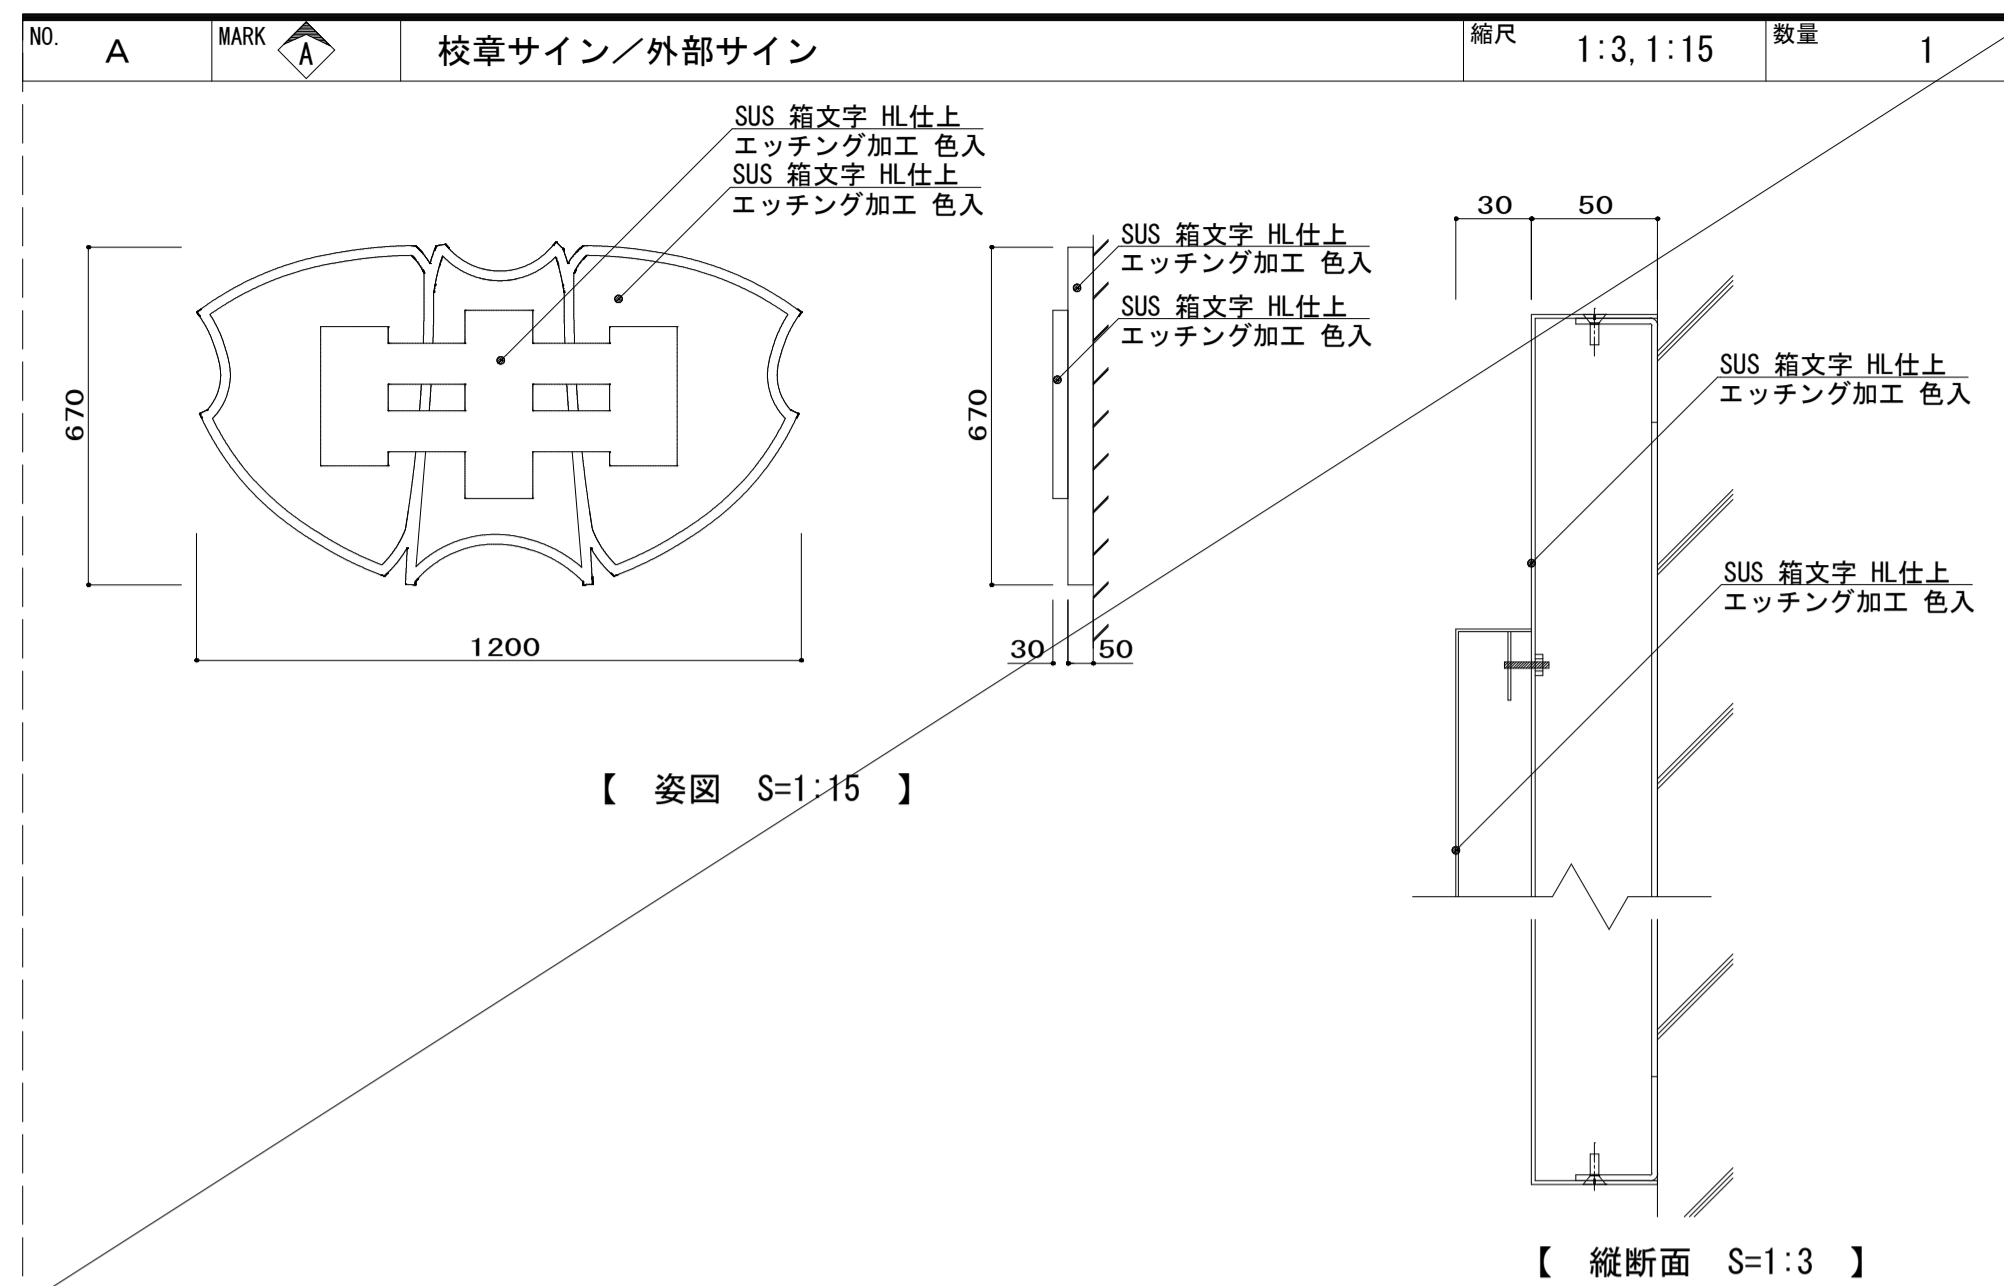 NO. A MARK A 校章サイン／外部サイン 縮尺 1:3,1:15 数量 1
SUS 箱文字 HL仕上
エッチング加工 色入
SUS 箱文字 HL仕上
エッチング加工 色入
670
1200
SUS 箱文字 HL仕上
エッチング加工 色入
SUS 箱文字 HL仕上
エッチング加工 色入
670
30 50
【 姿図 S=1:15 】
30 50
SUS 箱文字 HL仕上
エッチング加工 色入
SUS 箱文字 HL仕上
エッチング加工 色入
【 縦断面 S=1:3 】